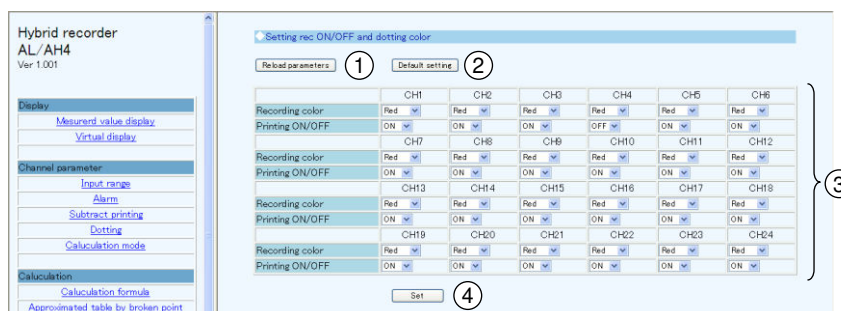 Hybrid recorder
AL/AH4
Ver 1.001
Display
Mesurerd value display
Virtual display
Channel parameter
Input range
Alarm
Subtract printing
Dotting
Caluculation mode
Caluculation
Caluculation formula
Approximated table by broken point
Setting rec ON/OFF and dotting color
Reload parameters ① Default setting ②
CH1 CH2 CH3 CH4 CH5 CH6
Recording color Red Red Red Red Red Red
Printing ON/OFF ON ON ON OFF ON ON
CH7 CH8 CH9 CH10 CH11 CH12
Recording color Red Red Red Red Red Red
Printing ON/OFF ON ON ON ON ON ON
CH13 CH14 CH15 CH16 CH17 CH18
Recording color Red Red Red Red Red Red
Printing ON/OFF ON ON ON ON ON ON
CH19 CH20 CH21 CH22 CH23 CH24
Recording color Red Red Red Red Red Red
Printing ON/OFF ON ON ON ON ON ON
③
Set ④